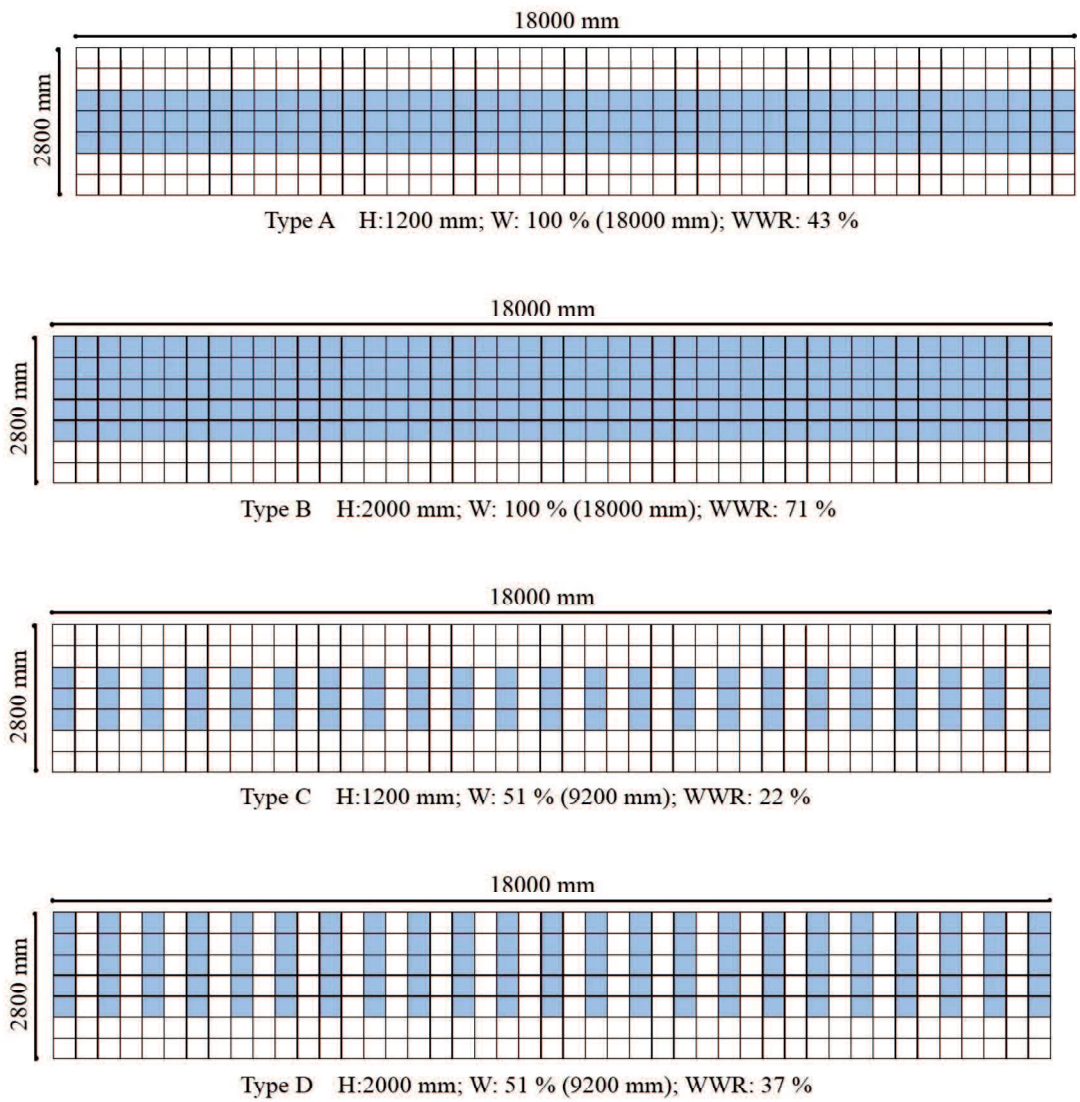 18000 mm
2800 mm
Type A H:1200 mm; W: 100 % (18000 mm); WWR: 43 %
18000 mm
2800 mm
Type B H:2000 mm; W: 100 % (18000 mm); WWR: 71 %
18000 mm
2800 mm
Type C H:1200 mm; W: 51 % (9200 mm); WWR: 22 %
18000 mm
2800 mm
Type D H:2000 mm; W: 51 % (9200 mm); WWR: 37 %